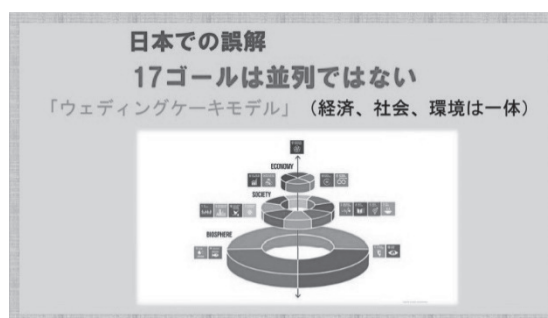 日本での誤解
17ゴールは並列ではない
「ウェディングケーキモデル」（経済、社会、環境は一体）
ECONOMY
SOCIETY
BIOSPHERE